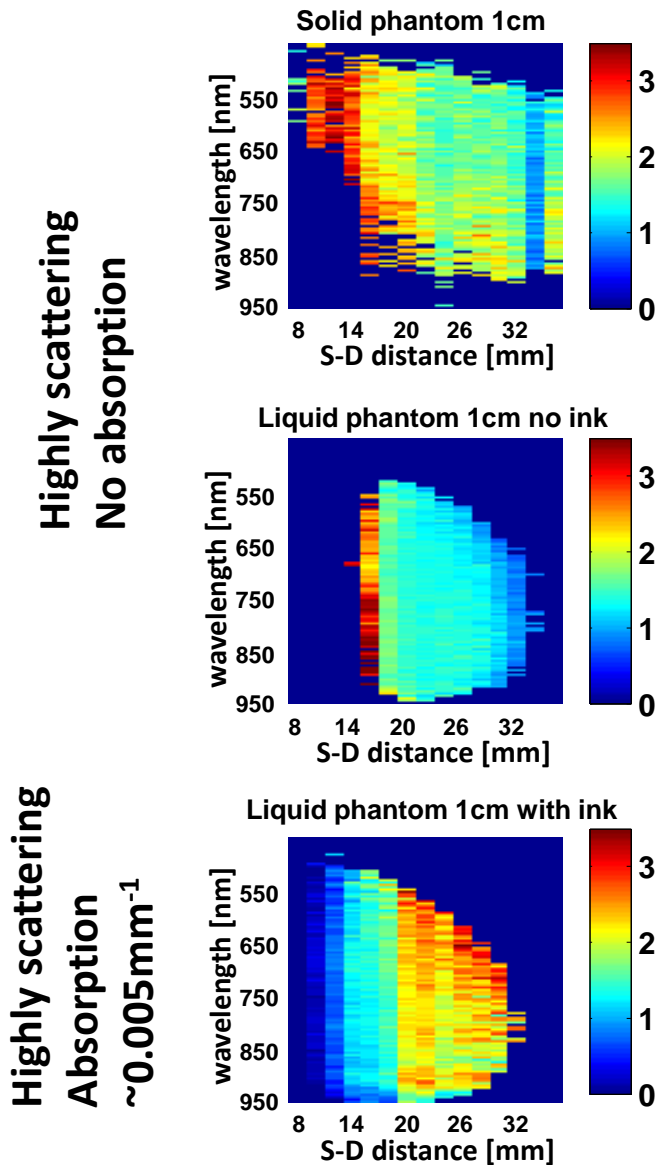 Highly scattering
No absorption
Solid phantom 1cm
wavelength [nm]
550
650
750
850
950
8 14 20 26 32
S-D distance [mm]
3
2
1
0
Liquid phantom 1cm no ink
wavelength [nm]
550
650
750
850
950
8 14 20 26 32
S-D distance [mm]
3
2
1
0
Highly scattering
Absorption
~0.005mm⁻¹
Liquid phantom 1cm with ink
wavelength [nm]
550
650
750
850
950
8 14 20 26 32
S-D distance [mm]
3
2
1
0